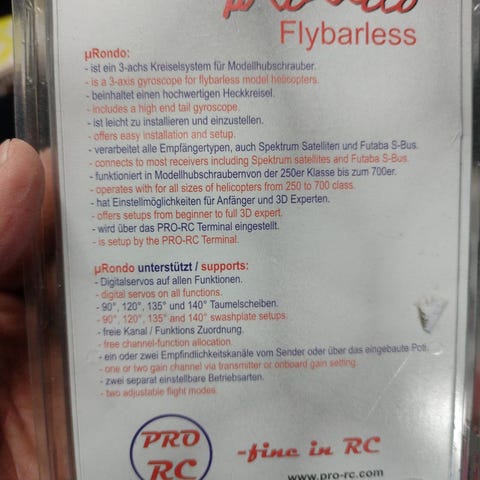 Flybarless
µRondo:
- ist ein 3-achs Kreiselsystem für Modellhubschrauber.
- is a 3-axis gyroscope for flybarless model helicopters.
- beinhaltet einen hochwertigen Heckkreisel.
- includes a high end tail gyroscope.
- ist leicht zu installieren und einzustellen.
- offers easy installation and setup.
- verarbeitet alle Empfängertypen, auch Spektrum Satelliten und Futaba S-Bus.
- connects to most receivers including Spektrum satellites and Futaba S-Bus.
- funktioniert in Modellhubschraubernvon der 250er Klasse bis zum 700er.
- operates with for all sizes of helicopters from 250 to 700 class.
- hat Einstellmöglichkeiten für Anfänger und 3D Experten.
- offers setups from beginner to full 3D expert.
- wird über das PRO-RC Terminal eingestellt.
- is setup by the PRO-RC Terminal.
µRondo unterstützt / supports:
- Digitalservos auf allen Funktionen.
- digital servos on all functions.
- 90°, 120°, 135° und 140° Taumelscheiben.
- 90°, 120°, 135° and 140° swashplate setups.
- freie Kanal / Funktions Zuordnung.
- free channel-function allocation.
- ein oder zwei Empfindlichkeitskanäle vom Sender oder über das eingebaute Poti.
- one or two gain channel via transmitter or onboard gain setting.
- zwei separat einstellbare Betriebsarten.
- two adjustable flight modes.
PRO
RC
-fine in RC
www.pro-rc.com